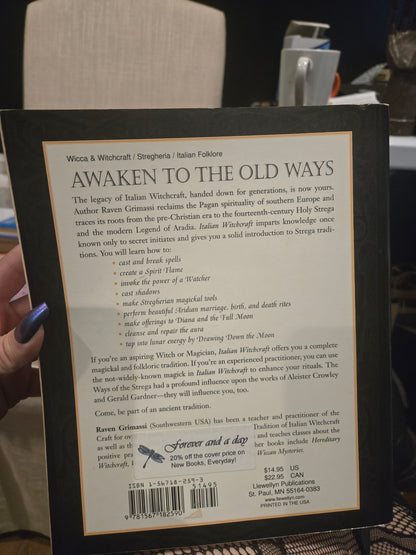 Wicca & Witchcraft / Stregheria / Italian Folklore
AWAKEN TO THE OLD WAYS
The legacy of Italian Witchcraft, handed down for generations, is now yours.
Author Raven Grimassi reclaims the Pagan spirituality of southern Europe and
traces its roots from the pre-Christian era to the fourteenth-century Holy Strega
and the modern Legend of Aradia. Italian Witchcraft imparts knowledge once
known only to secret initiates and gives you a solid introduction to Strega tradi-
tions. You will learn how to:
• cast and break spells
• create a Spirit Flame
• invoke the power of a Watcher
• cast shadows
• make Stregherian magickal tools
• perform beautiful Aridian marriage, birth, and death rites
• make offerings to Diana and the Full Moon
• cleanse and repair the aura
• tap into lunar energy by Drawing Down the Moon
If you're an aspiring Witch or Magician, Italian Witchcraft offers you a complete
magickal and folkloric tradition. If you're an experienced practitioner, you can use
the not-widely-known magick in Italian Witchcraft to enhance your rituals. The
Ways of the Strega had a profound influence upon the works of Aleister Crowley
and Gerald Gardner—they will influence you, too.
Come, be part of an ancient tradition.
Raven Grimassi (Southwestern USA) has been a teacher and practitioner of the
Craft for ov Tradition of Italian Witchcraft
as well as th and teaches classes about the
positive pra her books include Hereditary
Witchcraft, Wiccan Mysteries.
Forever and a day
20% off the cover price on
New Books, Everyday!
$14.95 US
$22.95 CAN
Llewellyn Publications
St. Paul, MN 55164-0383
www.llewellyn.com
PRINTED IN THE USA
ISBN 1-56718-259-3
51495
9 781567 182590